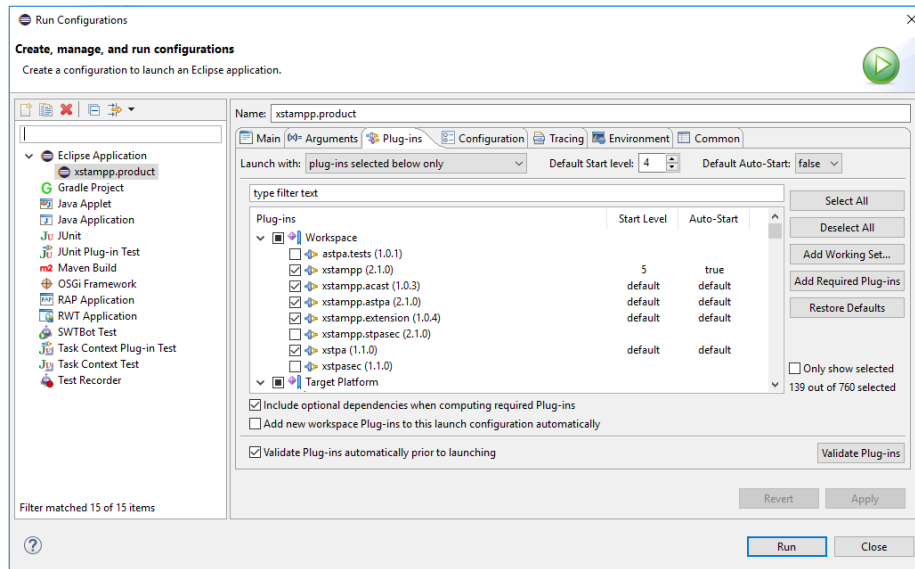 Run Configurations
Create, manage, and run configurations
Create a configuration to launch an Eclipse application.
Name: xstampp.product
Main (x)= Arguments Plug-ins Configuration Tracing Environment Common
Launch with: plug-ins selected below only Default Start level: 4 Default Auto-Start: false
type filter text
Plug-ins Start Level Auto-Start
Workspace
astpa.tests (1.0.1)
xstampp (2.1.0) 5 true
xstampp.acast (1.0.3) default default
xstampp.astpa (2.1.0) default default
xstampp.extension (1.0.4) default default
xstampp.stpasec (2.1.0)
xstpa (1.1.0) default default
xstpasec (1.1.0)
Target Platform
Select All
Deselect All
Add Working Set...
Add Required Plug-ins
Restore Defaults
Only show selected
139 out of 760 selected
Include optional dependencies when computing required Plug-ins
Add new workspace Plug-ins to this launch configuration automatically
Validate Plug-ins automatically prior to launching
Validate Plug-ins
Eclipse Application
xstampp.product
Gradle Project
Java Applet
Java Application
Ju JUnit
JUnit Plug-in Test
m2 Maven Build
OSGi Framework
RAP Application
RWT Application
SWTBot Test
Task Context Plug-in Test
Task Context Test
Test Recorder
Filter matched 15 of 15 items
Revert Apply
? Run Close